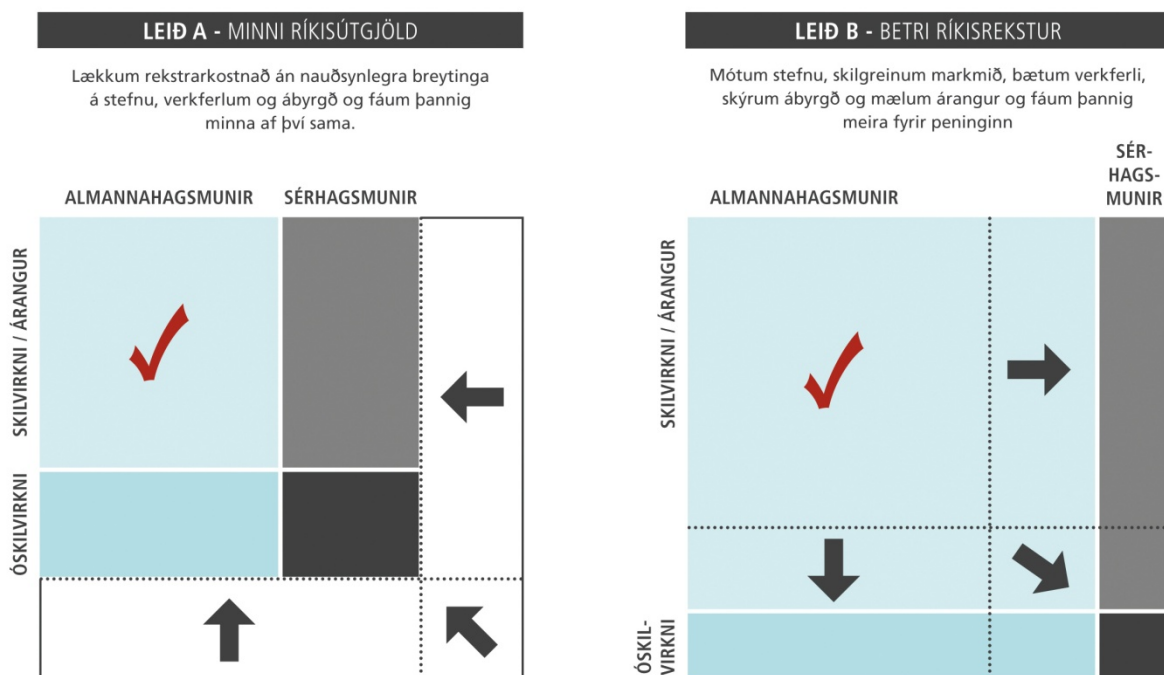 LEIÐ A - MINNI RÍKISÚTGJÖLD
Lækkum rekstrarkostnað án nauðsynlegra breytinga
á stefnu, verkferlum og ábyrgð og fáum þannig
minna af því sama.
ALMANNAHAGSMUNIR
SÉRHAGSMUNIR
SKILVIRKNI / ÁRANGUR
ÓSKILVIRKNI
LEIÐ B - BETRI RÍKISREKSTUR
Mótum stefnu, skilgreinum markmið, bætum verkferli,
skýrum ábyrgð og mælum árangur og fáum þannig
meira fyrir peninginn
ALMANNAHAGSMUNIR
SÉR-
HAGS-
MUNIR
SKILVIRKNI / ÁRANGUR
ÓSKIL-
VIRKNI